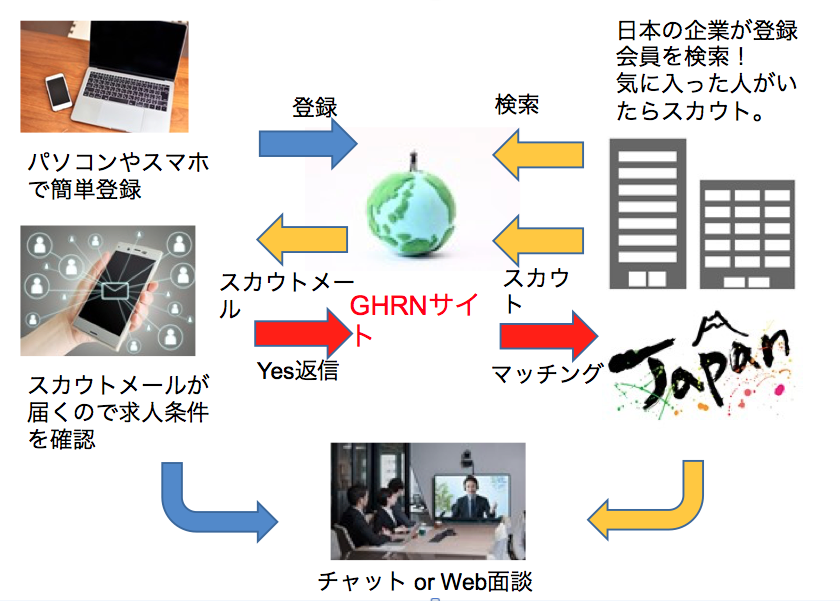 日本の企業が登録
会員を検索！
気に入った人がい
たらスカウト。
登録
検索
パソコンやスマホ
で簡単登録
スカウトメー
ル
スカウ
ト
GHRNサイ
ト
Yes返信
マッチング
Japan
スカウトメールが
届くので求人条件
を確認
チャット or Web面談